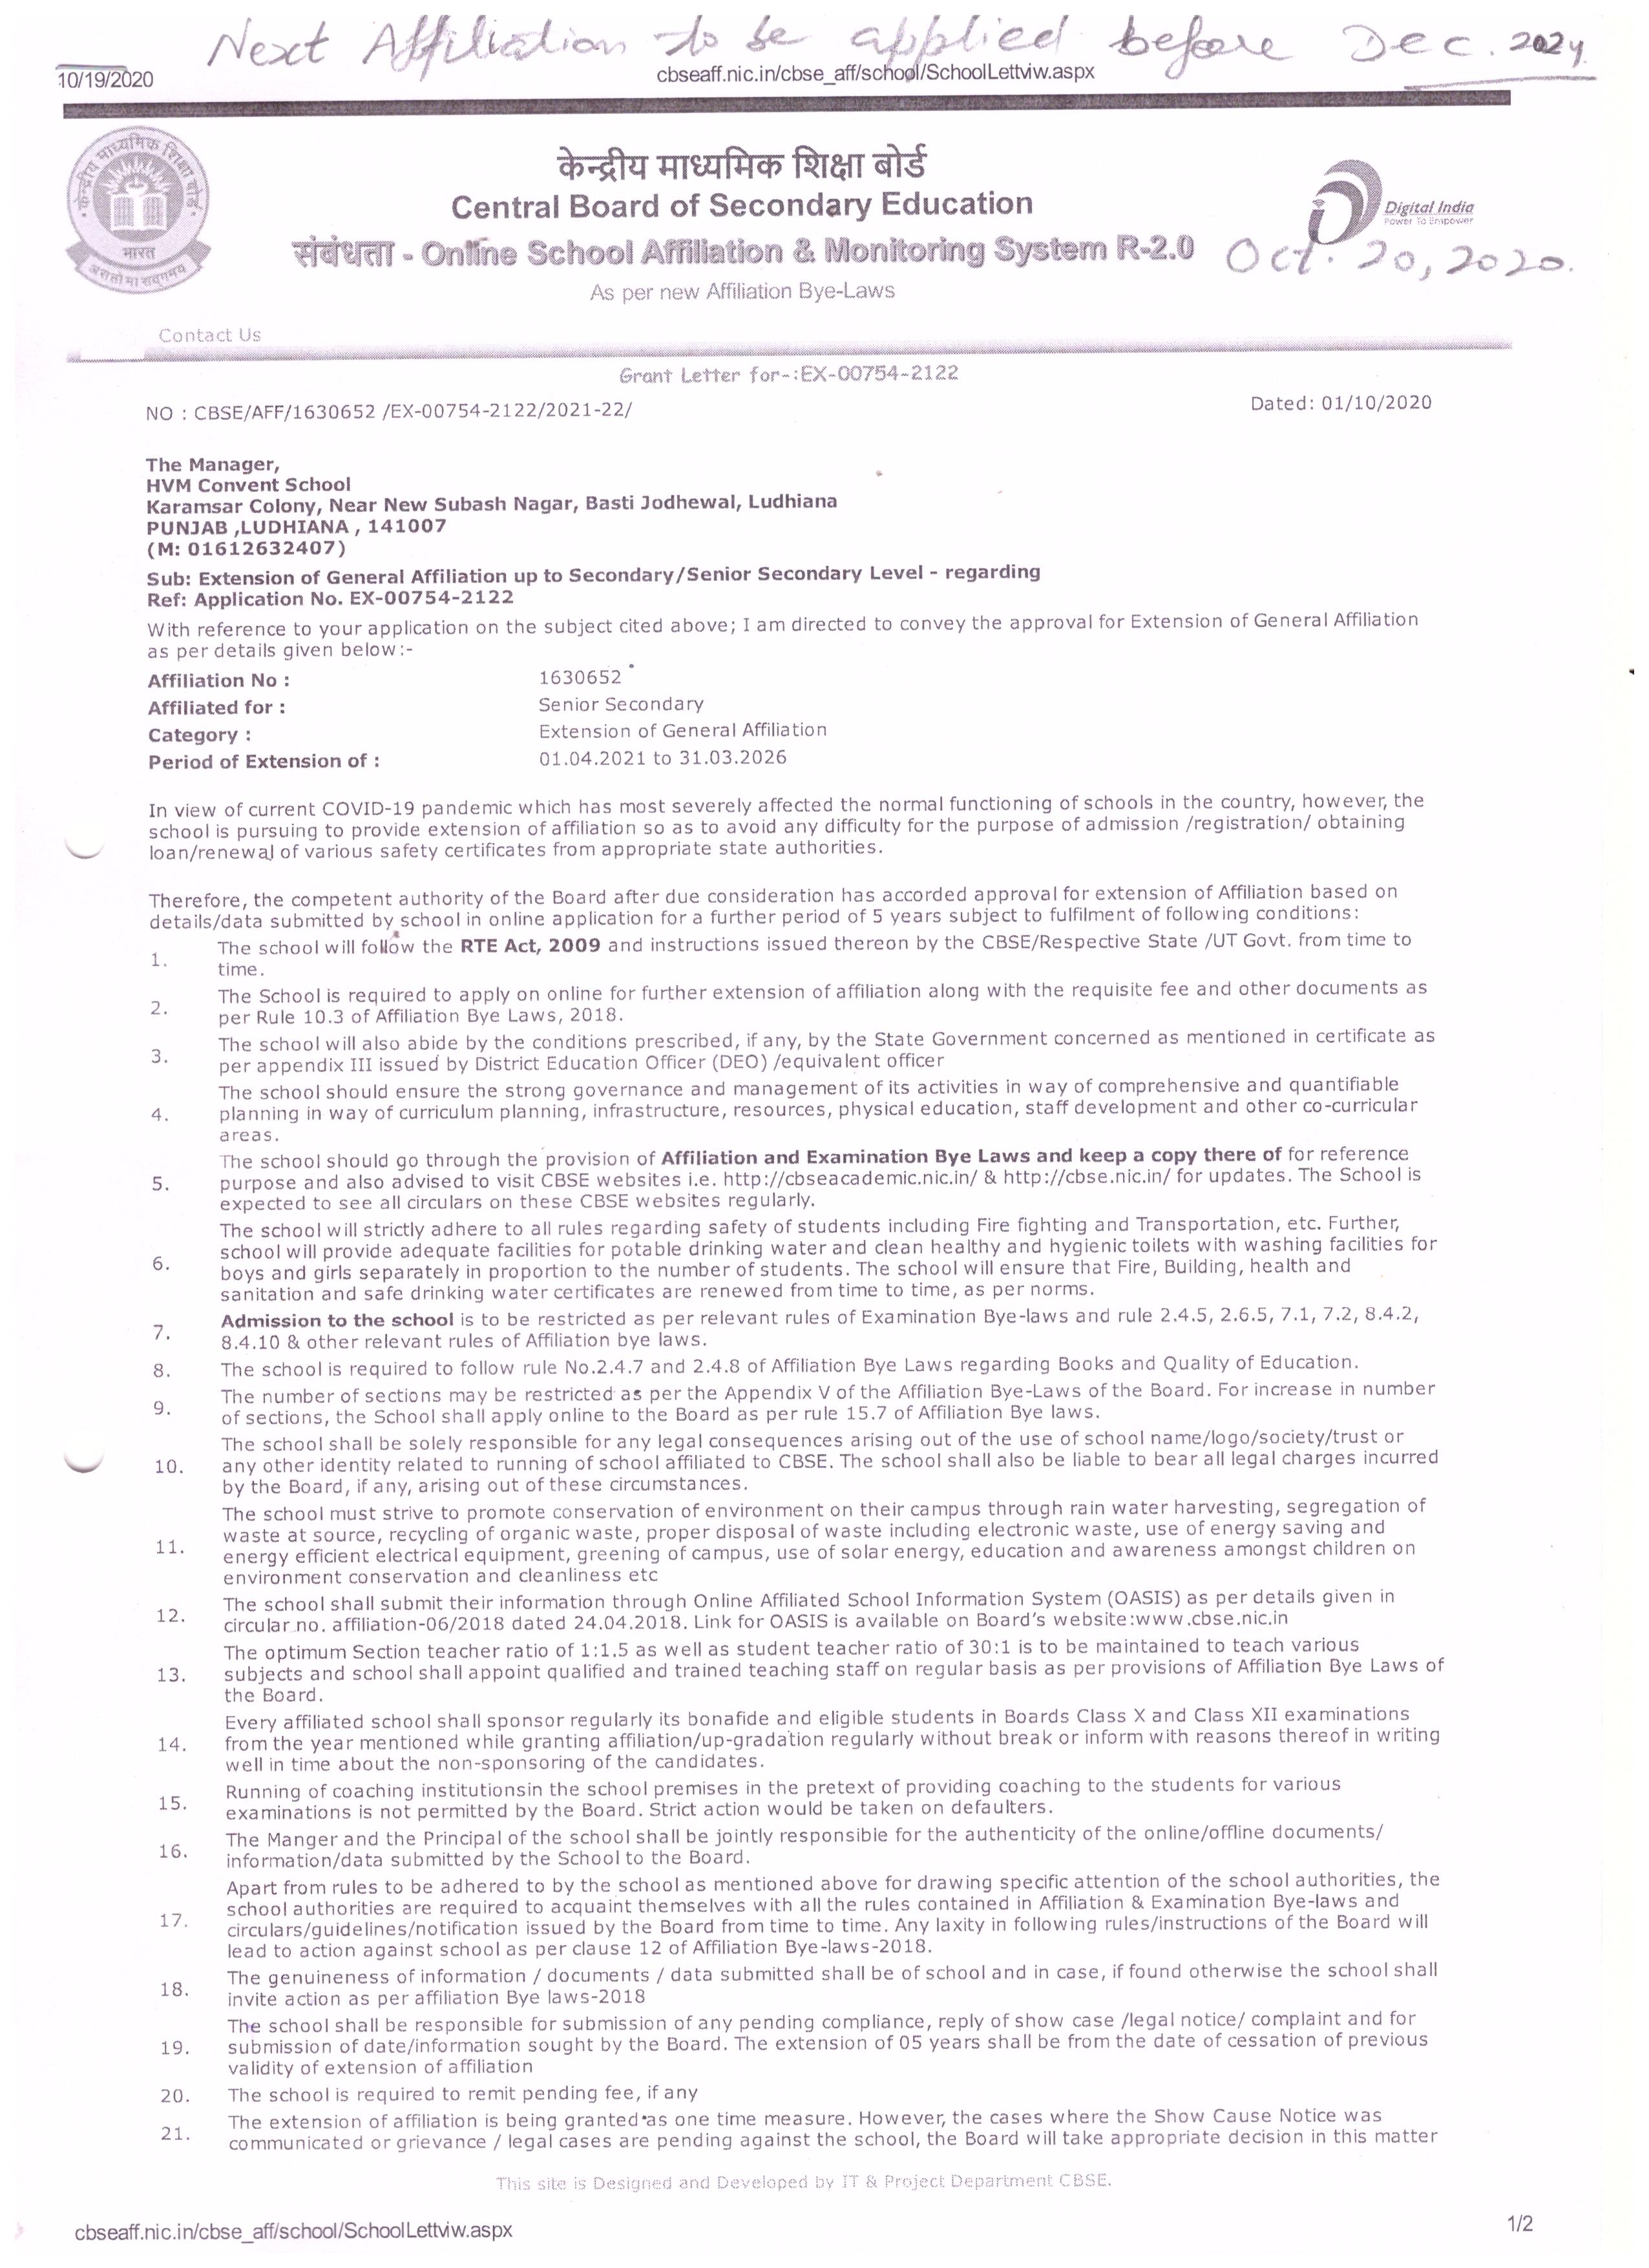 Next Affiliation to be applied before Dec. 2024
10/19/2020
cbseaff.nic.in/cbse_aff/school/SchoolLettviw.aspx
केन्द्रीय माध्यमिक शिक्षा बोर्ड
भारत
असतो मा सद्गमय
केन्द्रीय माध्यमिक शिक्षा बोर्ड
Central Board of Secondary Education
Digital India
Power To Empower
संबंधता - Online School Affiliation & Monitoring System R-2.0
Oct. 20, 2020.
As per new Affiliation Bye-Laws
Contact Us
Grant Letter for-:EX-00754-2122
NO : CBSE/AFF/1630652 /EX-00754-2122/2021-22/
Dated: 01/10/2020
The Manager,
HVM Convent School
Karamsar Colony, Near New Subash Nagar, Basti Jodhewal, Ludhiana
PUNJAB ,LUDHIANA , 141007
(M: 01612632407)
Sub: Extension of General Affiliation up to Secondary/Senior Secondary Level - regarding
Ref: Application No. EX-00754-2122
With reference to your application on the subject cited above; I am directed to convey the approval for Extension of General Affiliation
as per details given below:-
Affiliation No : 1630652
Affiliated for : Senior Secondary
Category : Extension of General Affiliation
Period of Extension of : 01.04.2021 to 31.03.2026
In view of current COVID-19 pandemic which has most severely affected the normal functioning of schools in the country, however, the
school is pursuing to provide extension of affiliation so as to avoid any difficulty for the purpose of admission /registration/ obtaining
loan/renewal of various safety certificates from appropriate state authorities.
Therefore, the competent authority of the Board after due consideration has accorded approval for extension of Affiliation based on
details/data submitted by school in online application for a further period of 5 years subject to fulfilment of following conditions:
1. The school will follow the RTE Act, 2009 and instructions issued thereon by the CBSE/Respective State /UT Govt. from time to
time.
2. The School is required to apply on online for further extension of affiliation along with the requisite fee and other documents as
per Rule 10.3 of Affiliation Bye Laws, 2018.
3. The school will also abide by the conditions prescribed, if any, by the State Government concerned as mentioned in certificate as
per appendix III issued by District Education Officer (DEO) /equivalent officer
4. The school should ensure the strong governance and management of its activities in way of comprehensive and quantifiable
planning in way of curriculum planning, infrastructure, resources, physical education, staff development and other co-curricular
areas.
5. The school should go through the provision of Affiliation and Examination Bye Laws and keep a copy there of for reference
purpose and also advised to visit CBSE websites i.e. http://cbseacademic.nic.in/ & http://cbse.nic.in/ for updates. The School is
expected to see all circulars on these CBSE websites regularly.
6. The school will strictly adhere to all rules regarding safety of students including Fire fighting and Transportation, etc. Further,
school will provide adequate facilities for potable drinking water and clean healthy and hygienic toilets with washing facilities for
boys and girls separately in proportion to the number of students. The school will ensure that Fire, Building, health and
sanitation and safe drinking water certificates are renewed from time to time, as per norms.
7. Admission to the school is to be restricted as per relevant rules of Examination Bye-laws and rule 2.4.5, 2.6.5, 7.1, 7.2, 8.4.2,
8.4.10 & other relevant rules of Affiliation bye laws.
8. The school is required to follow rule No.2.4.7 and 2.4.8 of Affiliation Bye Laws regarding Books and Quality of Education.
9. The number of sections may be restricted as per the Appendix V of the Affiliation Bye-Laws of the Board. For increase in number
of sections, the School shall apply online to the Board as per rule 15.7 of Affiliation Bye laws.
10. The school shall be solely responsible for any legal consequences arising out of the use of school name/logo/society/trust or
any other identity related to running of school affiliated to CBSE. The school shall also be liable to bear all legal charges incurred
by the Board, if any, arising out of these circumstances.
11. The school must strive to promote conservation of environment on their campus through rain water harvesting, segregation of
waste at source, recycling of organic waste, proper disposal of waste including electronic waste, use of energy saving and
energy efficient electrical equipment, greening of campus, use of solar energy, education and awareness amongst children on
environment conservation and cleanliness etc
12. The school shall submit their information through Online Affiliated School Information System (OASIS) as per details given in
circular no. affiliation-06/2018 dated 24.04.2018. Link for OASIS is available on Board's website:www.cbse.nic.in
13. The optimum Section teacher ratio of 1:1.5 as well as student teacher ratio of 30:1 is to be maintained to teach various
subjects and school shall appoint qualified and trained teaching staff on regular basis as per provisions of Affiliation Bye Laws of
the Board.
14. Every affiliated school shall sponsor regularly its bonafide and eligible students in Boards Class X and Class XII examinations
from the year mentioned while granting affiliation/up-gradation regularly without break or inform with reasons thereof in writing
well in time about the non-sponsoring of the candidates.
15. Running of coaching institutionsin the school premises in the pretext of providing coaching to the students for various
examinations is not permitted by the Board. Strict action would be taken on defaulters.
16. The Manger and the Principal of the school shall be jointly responsible for the authenticity of the online/offline documents/
information/data submitted by the School to the Board.
17. Apart from rules to be adhered to by the school as mentioned above for drawing specific attention of the school authorities, the
school authorities are required to acquaint themselves with all the rules contained in Affiliation & Examination Bye-laws and
circulars/guidelines/notification issued by the Board from time to time. Any laxity in following rules/instructions of the Board will
lead to action against school as per clause 12 of Affiliation Bye-laws-2018.
18. The genuineness of information / documents / data submitted shall be of school and in case, if found otherwise the school shall
invite action as per affiliation Bye laws-2018
19. The school shall be responsible for submission of any pending compliance, reply of show case /legal notice/ complaint and for
submission of date/information sought by the Board. The extension of 05 years shall be from the date of cessation of previous
validity of extension of affiliation
20. The school is required to remit pending fee, if any
21. The extension of affiliation is being granted as one time measure. However, the cases where the Show Cause Notice was
communicated or grievance / legal cases are pending against the school, the Board will take appropriate decision in this matter
This site is Designed and Developed by IT & Project Department CBSE.
cbseaff.nic.in/cbse_aff/school/SchoolLettviw.aspx
1/2